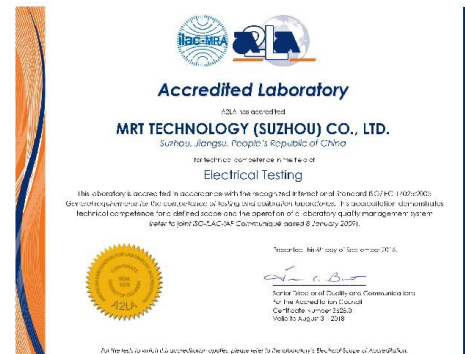 ilac-MRA
A2LA
Accredited Laboratory
A2LA has accredited
MRT TECHNOLOGY (SUZHOU) CO., LTD.
Suzhou, Jiangsu, People's Republic of China
for technical competence in the field of
Electrical Testing
This laboratory is accredited in accordance with the recognized International Standard ISO/IEC 17025:2005
General requirements for the competence of testing and calibration laboratories. This accreditation demonstrates
technical competence for a defined scope and the operation of a laboratory quality management system
(refer to joint ISO-ILAC-IAF Communiqué dated 8 January 2009).
Presented this day of September 2016.
CORPORATE
SEAL
1978
A2LA
Senior Director of Quality and Communications
For the Accreditation Council
Certificate Number 3628.01
Valid to August 31, 2018
For the tests to which this accreditation applies, please refer to the laboratory's Electrical Scope of Accreditation.